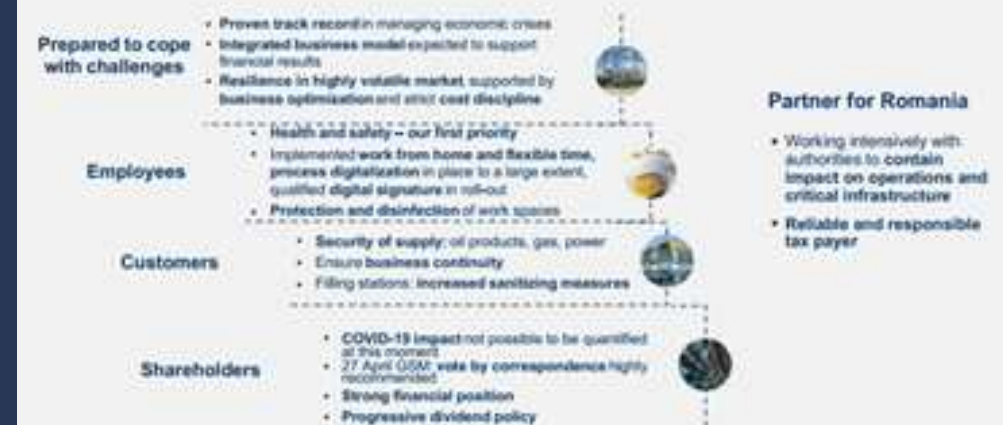 Prepared to cope
with challenges
• Proven track record in managing economic crises
• Integrated business model expected to support
financial results
• Resilience in highly volatile market, supported by
business optimization and strict cost discipline
Employees
• Health and safety – our first priority
• Implemented work from home and flexible time,
process digitalization in place to a large extent,
qualified digital signature in roll-out
• Protection and disinfection of work spaces
Customers
• Security of supply: oil products, gas, power
• Ensure business continuity
• Filling stations: increased sanitizing measures
Shareholders
• COVID-19 impact not possible to be quantified
at this moment
• 27 April GSM: vote by correspondence highly
recommended
• Strong financial position
• Progressive dividend policy
Partner for Romania
• Working intensively with
authorities to contain
impact on operations and
critical infrastructure
• Reliable and responsible
tax payer